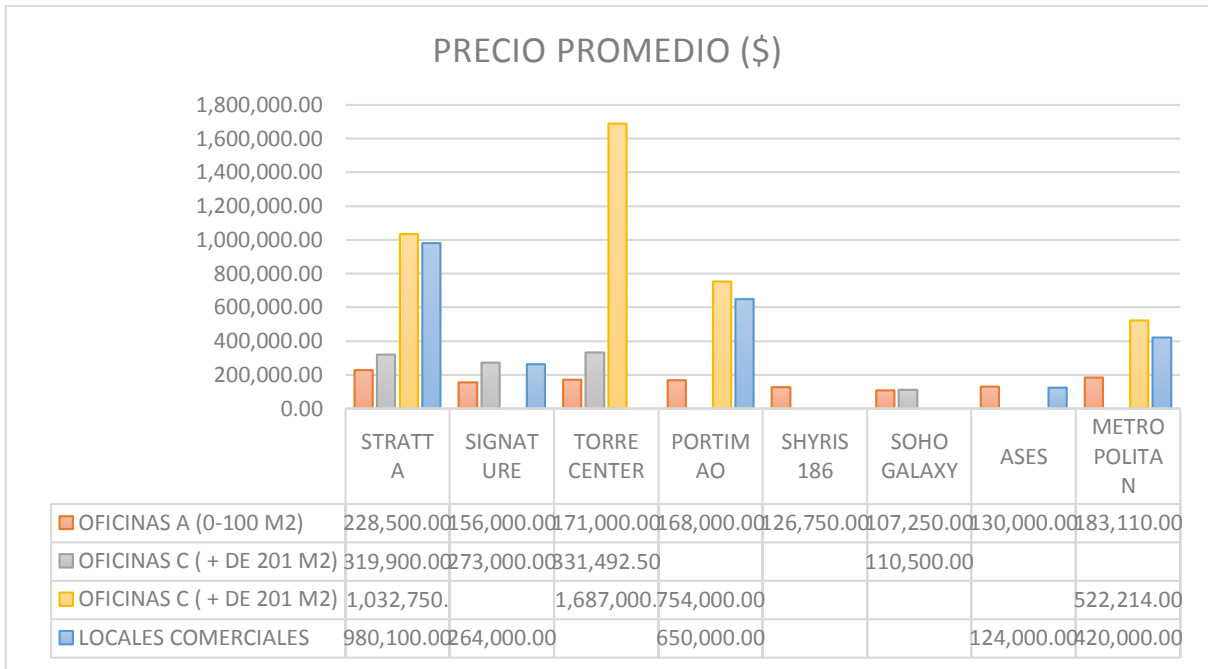 PRECIO PROMEDIO ($)
1,800,000.00
1,600,000.00
1,400,000.00
1,200,000.00
1,000,000.00
800,000.00
600,000.00
400,000.00
200,000.00
0.00
STRATT
A
SIGNAT
URE
TORRE
CENTER
PORTIM
AO
SHYRIS
186
SOHO
GALAXY
ASES
METRO
POLITA
N
OFICINAS A (0-100 M2) 228,500.00 156,000.00 171,000.00 168,000.00 126,750.00 107,250.00 130,000.00 183,110.00
OFICINAS C ( + DE 201 M2) 319,900.00 273,000.00 331,492.50 110,500.00
OFICINAS C ( + DE 201 M2) 1,032,750. 1,687,000. 754,000.00 522,214.00
LOCALES COMERCIALES 980,100.00 264,000.00 650,000.00 124,000.00 420,000.00